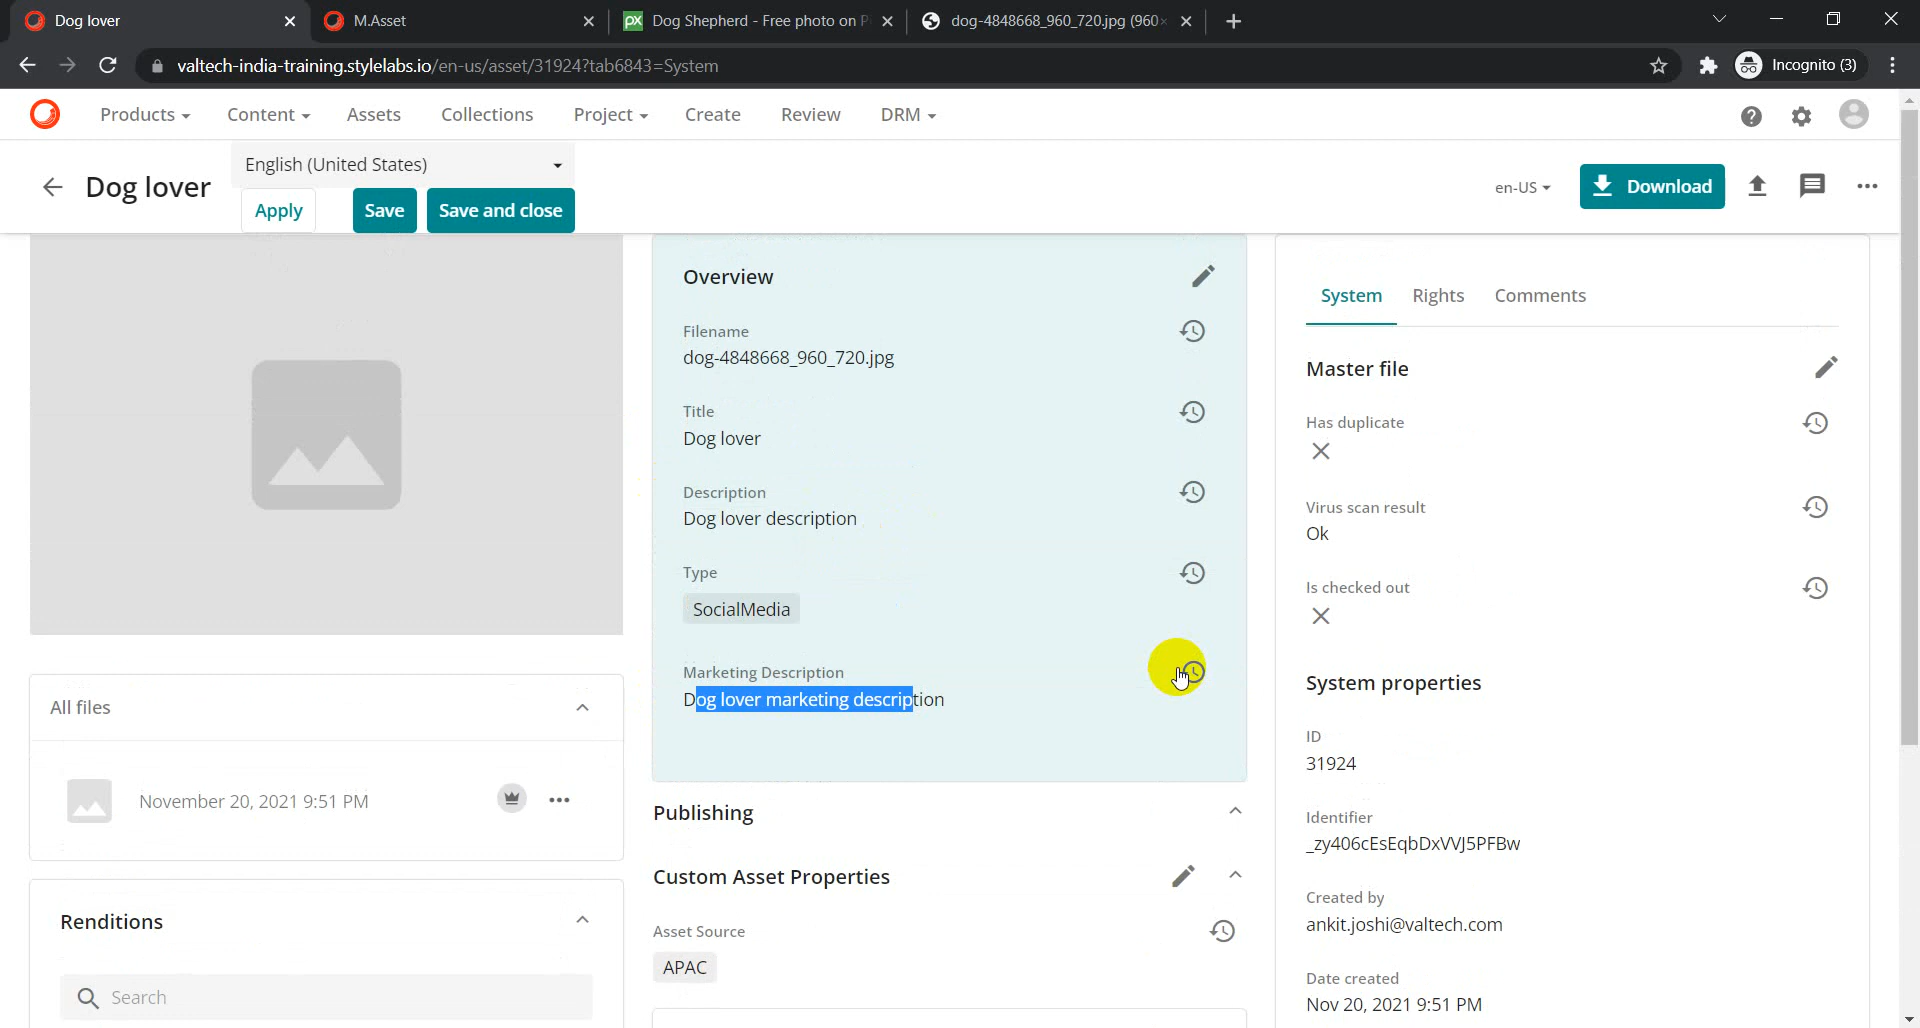 Dog lover
M.Asset
Dog Shepherd - Free photo on P
dog-4848668_960_720.jpg (960×
valtech-india-training.stylelabs.io/en-us/asset/31924?tab6843=System
Incognito (3)
Products
Content
Assets
Collections
Project
Create
Review
DRM
Dog lover
English (United States)
Apply
Save
Save and close
en-US
Download
Overview
Filename
dog-4848668_960_720.jpg
Title
Dog lover
Description
Dog lover description
Type
SocialMedia
Marketing Description
Dog lover marketing description
All files
November 20, 2021 9:51 PM
Renditions
Search
Publishing
Custom Asset Properties
Asset Source
APAC
System
Rights
Comments
Master file
Has duplicate
Virus scan result
Ok
Is checked out
System properties
ID
31924
Identifier
_zy406cEsEqbDxVVJ5PFBw
Created by
ankit.joshi@valtech.com
Date created
Nov 20, 2021 9:51 PM